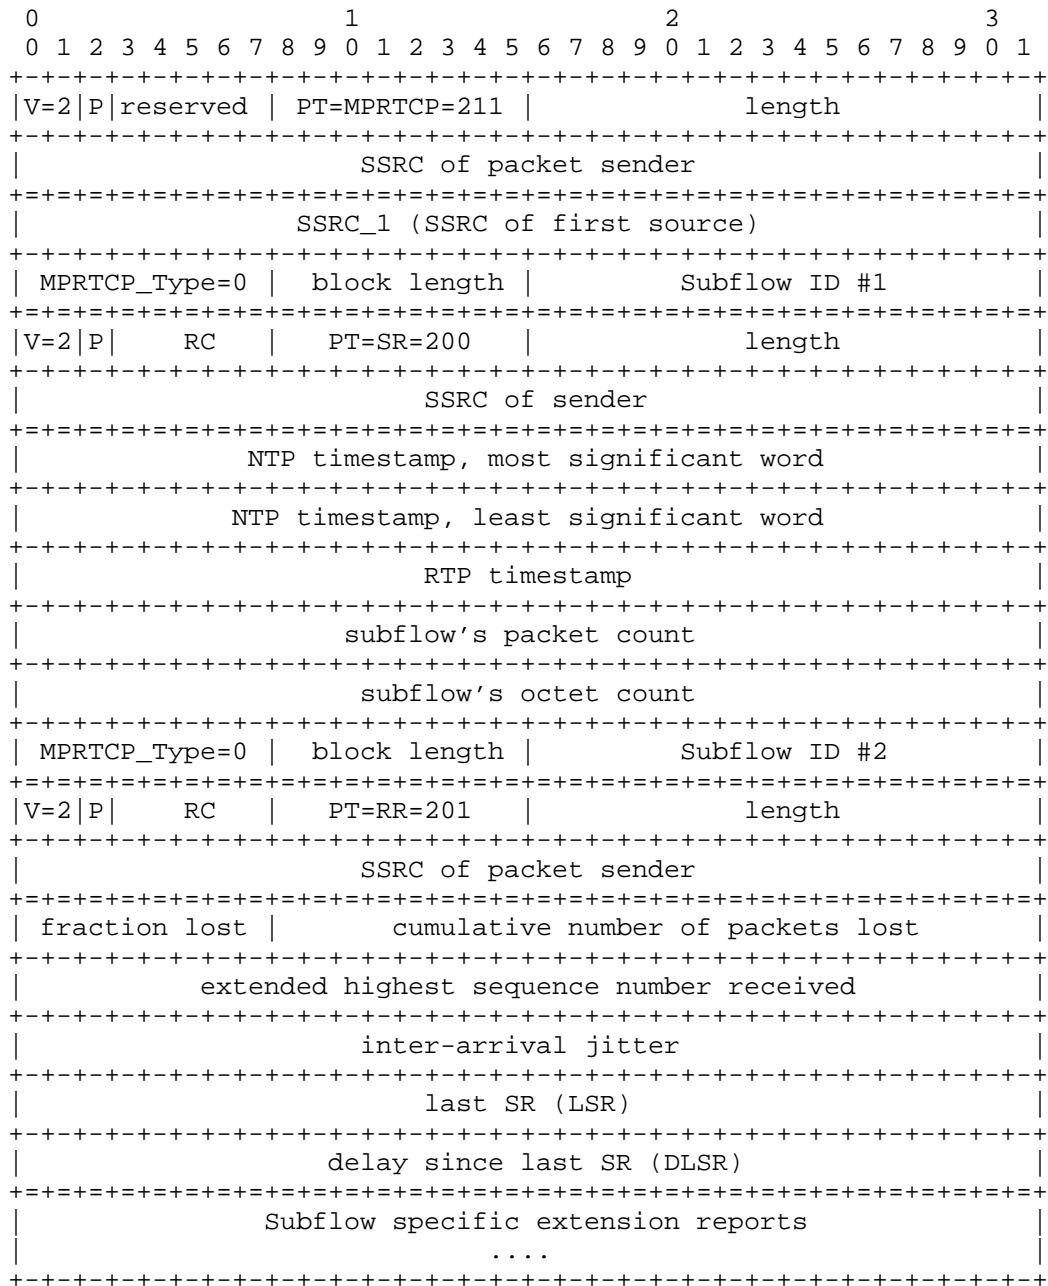 0                   1                   2                   3
 0 1 2 3 4 5 6 7 8 9 0 1 2 3 4 5 6 7 8 9 0 1 2 3 4 5 6 7 8 9 0 1
+-+-+-+-+-+-+-+-+-+-+-+-+-+-+-+-+-+-+-+-+-+-+-+-+-+-+-+-+-+-+-+-+
|V=2|P|reserved | PT=MPRTCP=211 |             length            |
+-+-+-+-+-+-+-+-+-+-+-+-+-+-+-+-+-+-+-+-+-+-+-+-+-+-+-+-+-+-+-+-+
|                     SSRC of packet sender                     |
+=+=+=+=+=+=+=+=+=+=+=+=+=+=+=+=+=+=+=+=+=+=+=+=+=+=+=+=+=+=+=+=+
|                 SSRC_1 (SSRC of first source)                 |
+-+-+-+-+-+-+-+-+-+-+-+-+-+-+-+-+-+-+-+-+-+-+-+-+-+-+-+-+-+-+-+-+
| MPRTCP_Type=0 |  block length |         Subflow ID #1         |
+=+=+=+=+=+=+=+=+=+=+=+=+=+=+=+=+=+=+=+=+=+=+=+=+=+=+=+=+=+=+=+=+
|V=2|P|    RC   |   PT=SR=200   |             length            |
+-+-+-+-+-+-+-+-+-+-+-+-+-+-+-+-+-+-+-+-+-+-+-+-+-+-+-+-+-+-+-+-+
|                         SSRC of sender                        |
+=+=+=+=+=+=+=+=+=+=+=+=+=+=+=+=+=+=+=+=+=+=+=+=+=+=+=+=+=+=+=+=+
|              NTP timestamp, most significant word             |
+-+-+-+-+-+-+-+-+-+-+-+-+-+-+-+-+-+-+-+-+-+-+-+-+-+-+-+-+-+-+-+-+
|             NTP timestamp, least significant word             |
+-+-+-+-+-+-+-+-+-+-+-+-+-+-+-+-+-+-+-+-+-+-+-+-+-+-+-+-+-+-+-+-+
|                         RTP timestamp                         |
+-+-+-+-+-+-+-+-+-+-+-+-+-+-+-+-+-+-+-+-+-+-+-+-+-+-+-+-+-+-+-+-+
|                    subflow’s packet count                     |
+-+-+-+-+-+-+-+-+-+-+-+-+-+-+-+-+-+-+-+-+-+-+-+-+-+-+-+-+-+-+-+-+
|                     subflow’s octet count                     |
+-+-+-+-+-+-+-+-+-+-+-+-+-+-+-+-+-+-+-+-+-+-+-+-+-+-+-+-+-+-+-+-+
| MPRTCP_Type=0 |  block length |         Subflow ID #2         |
+=+=+=+=+=+=+=+=+=+=+=+=+=+=+=+=+=+=+=+=+=+=+=+=+=+=+=+=+=+=+=+=+
|V=2|P|    RC   |   PT=RR=201   |             length            |
+-+-+-+-+-+-+-+-+-+-+-+-+-+-+-+-+-+-+-+-+-+-+-+-+-+-+-+-+-+-+-+-+
|                     SSRC of packet sender                     |
+=+=+=+=+=+=+=+=+=+=+=+=+=+=+=+=+=+=+=+=+=+=+=+=+=+=+=+=+=+=+=+=+
| fraction lost |       cumulative number of packets lost       |
+-+-+-+-+-+-+-+-+-+-+-+-+-+-+-+-+-+-+-+-+-+-+-+-+-+-+-+-+-+-+-+-+
|           extended highest sequence number received           |
+-+-+-+-+-+-+-+-+-+-+-+-+-+-+-+-+-+-+-+-+-+-+-+-+-+-+-+-+-+-+-+-+
|                     inter-arrival jitter                      |
+-+-+-+-+-+-+-+-+-+-+-+-+-+-+-+-+-+-+-+-+-+-+-+-+-+-+-+-+-+-+-+-+
|                         last SR (LSR)                         |
+-+-+-+-+-+-+-+-+-+-+-+-+-+-+-+-+-+-+-+-+-+-+-+-+-+-+-+-+-+-+-+-+
|                   delay since last SR (DLSR)                  |
+=+=+=+=+=+=+=+=+=+=+=+=+=+=+=+=+=+=+=+=+=+=+=+=+=+=+=+=+=+=+=+=+
|               Subflow specific extension reports              |
|                             ....                              |
+-+-+-+-+-+-+-+-+-+-+-+-+-+-+-+-+-+-+-+-+-+-+-+-+-+-+-+-+-+-+-+-+